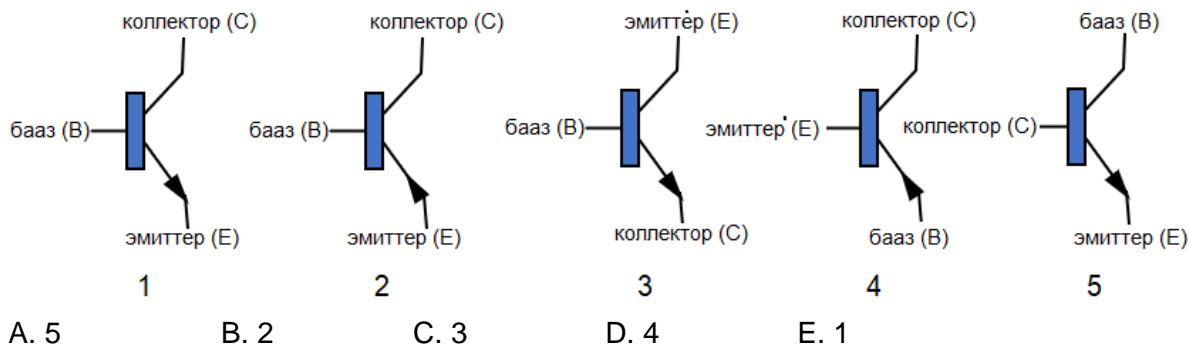 коллектор (C) коллектор (C) эмиттер (E) коллектор (C) бааз (B)
бааз (B) бааз (B) бааз (B) эмиттер (E) коллектор (C)
эмиттер (E) эмиттер (E) коллектор (C) бааз (B) эмиттер (E)
1 2 3 4 5
A. 5 B. 2 C. 3 D. 4 E. 1